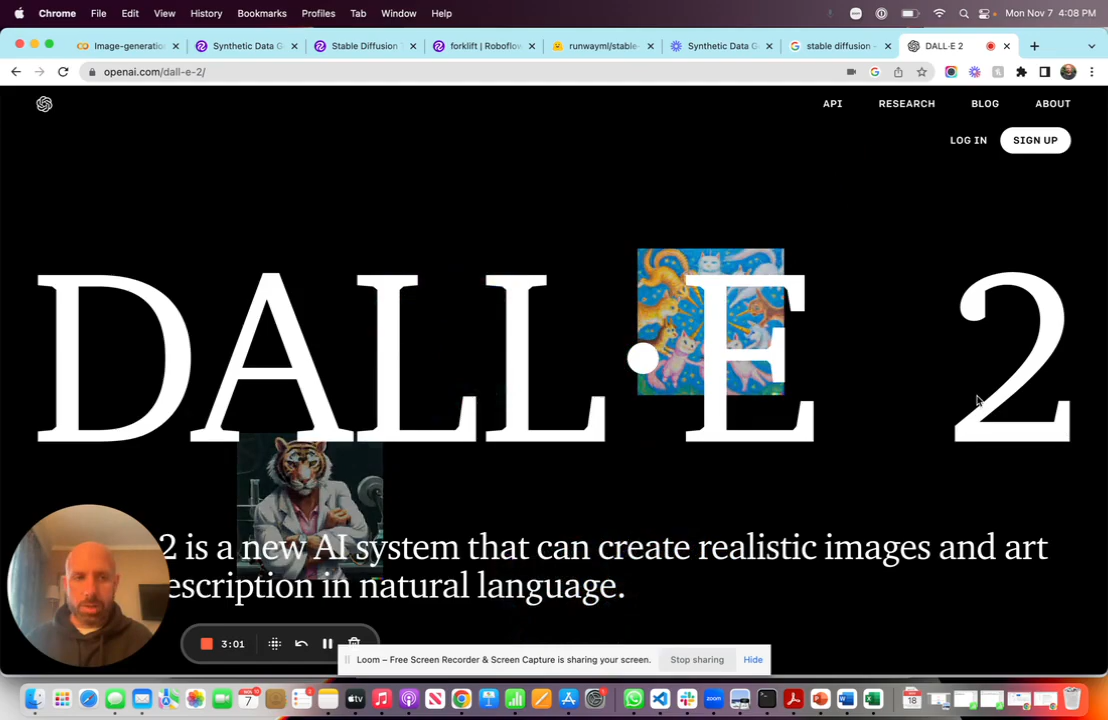 Chrome File Edit View History Bookmarks Profiles Tab Window Help Mon Nov 7 4:08 PM
Image-generatio Synthetic Data G Stable Diffusion forklift | Roboflow runwayml/stable- Synthetic Data G stable diffusion - DALL·E 2
openai.com/dall-e-2/
API RESEARCH BLOG ABOUT
LOG IN SIGN UP
DALL·E 2
2 is a new AI system that can create realistic images and art
escription in natural language.
3:01
Loom – Free Screen Recorder & Screen Capture is sharing your screen. Stop sharing Hide